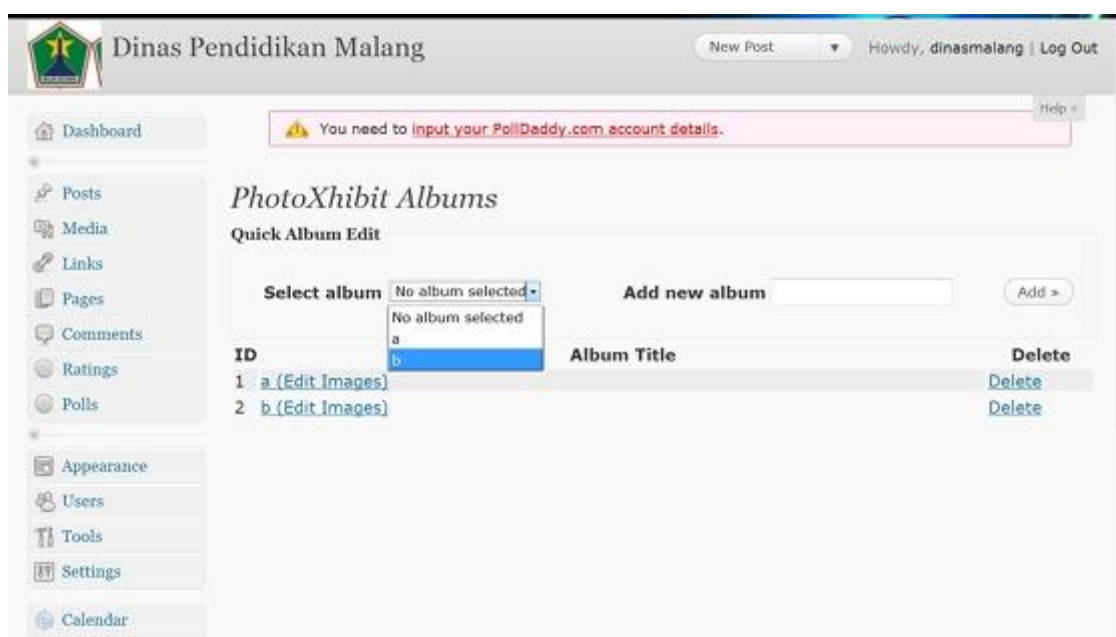 Dinas Pendidikan Malang
New Post
Howdy, dinasmalang | Log Out
Help
Dashboard
You need to input your PollDaddy.com account details.
Posts
Media
Links
Pages
Comments
Ratings
Polls
Appearance
Users
Tools
Settings
Calendar
PhotoXhibit Albums
Quick Album Edit
Select album No album selected Add new album Add »
No album selected
a
b
ID Album Title Delete
1 a (Edit Images) Delete
2 b (Edit Images) Delete